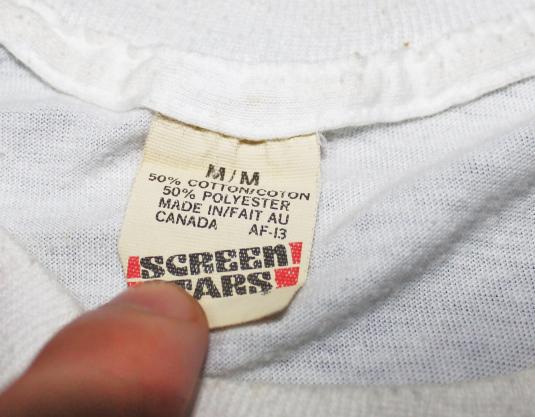 M/M
50% COTTON/COTON
50% POLYESTER
MADE IN/FAIT AU
CANADA AF-13
SCREEN
TARS